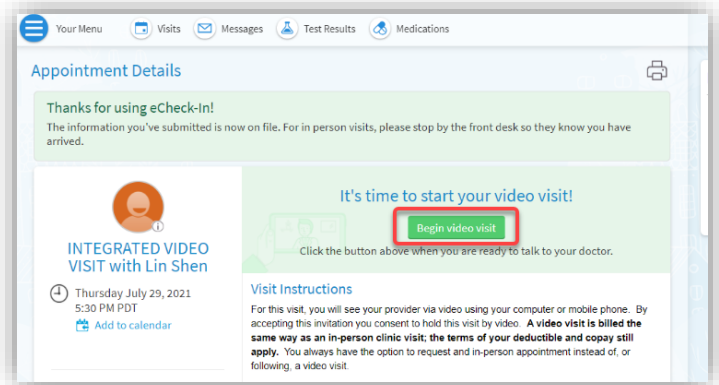 Your Menu Visits Messages Test Results Medications
Appointment Details
Thanks for using eCheck-In!
The information you've submitted is now on file. For in person visits, please stop by the front desk so they know you have
arrived.
INTEGRATED VIDEO
VISIT with Lin Shen
Thursday July 29, 2021
5:30 PM PDT
Add to calendar
It's time to start your video visit!
Begin video visit
Click the button above when you are ready to talk to your doctor.
Visit Instructions
For this visit, you will see your provider via video using your computer or mobile phone. By
accepting this invitation you consent to hold this visit by video. A video visit is billed the
same way as an in-person clinic visit; the terms of your deductible and copay still
apply. You always have the option to request and in-person appointment instead of, or
following, a video visit.